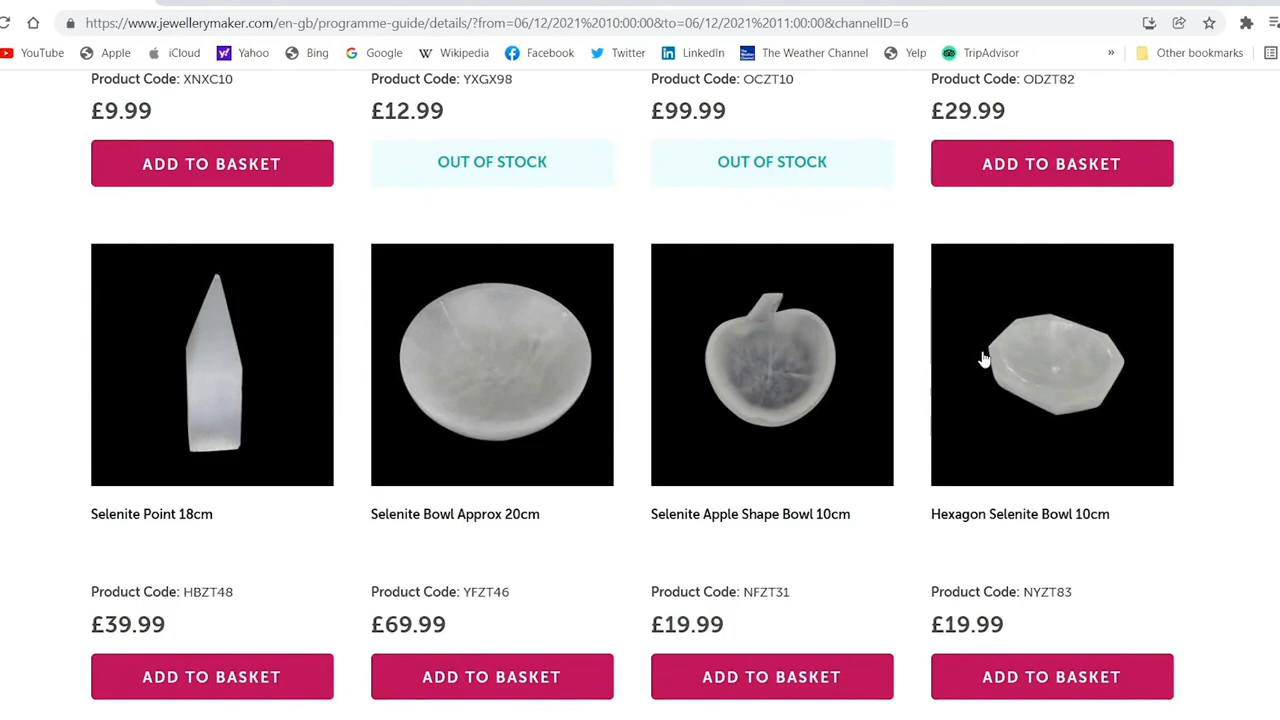 https://www.jewellerymaker.com/en-gb/programme-guide/details/?from=06/12/2021%2010:00:00&to=06/12/2021%2011:00:00&channelID=6
YouTube Apple iCloud Yahoo Bing Google Wikipedia Facebook Twitter LinkedIn The Weather Channel Yelp TripAdvisor » Other bookmarks
Product Code: XNXC10 Product Code: YXGX98 Product Code: OCZT10 Product Code: ODZT82
£9.99 £12.99 £99.99 £29.99
ADD TO BASKET OUT OF STOCK OUT OF STOCK ADD TO BASKET
Selenite Point 18cm Selenite Bowl Approx 20cm Selenite Apple Shape Bowl 10cm Hexagon Selenite Bowl 10cm
Product Code: HBZT48 Product Code: YFZT46 Product Code: NFZT31 Product Code: NYZT83
£39.99 £69.99 £19.99 £19.99
ADD TO BASKET ADD TO BASKET ADD TO BASKET ADD TO BASKET